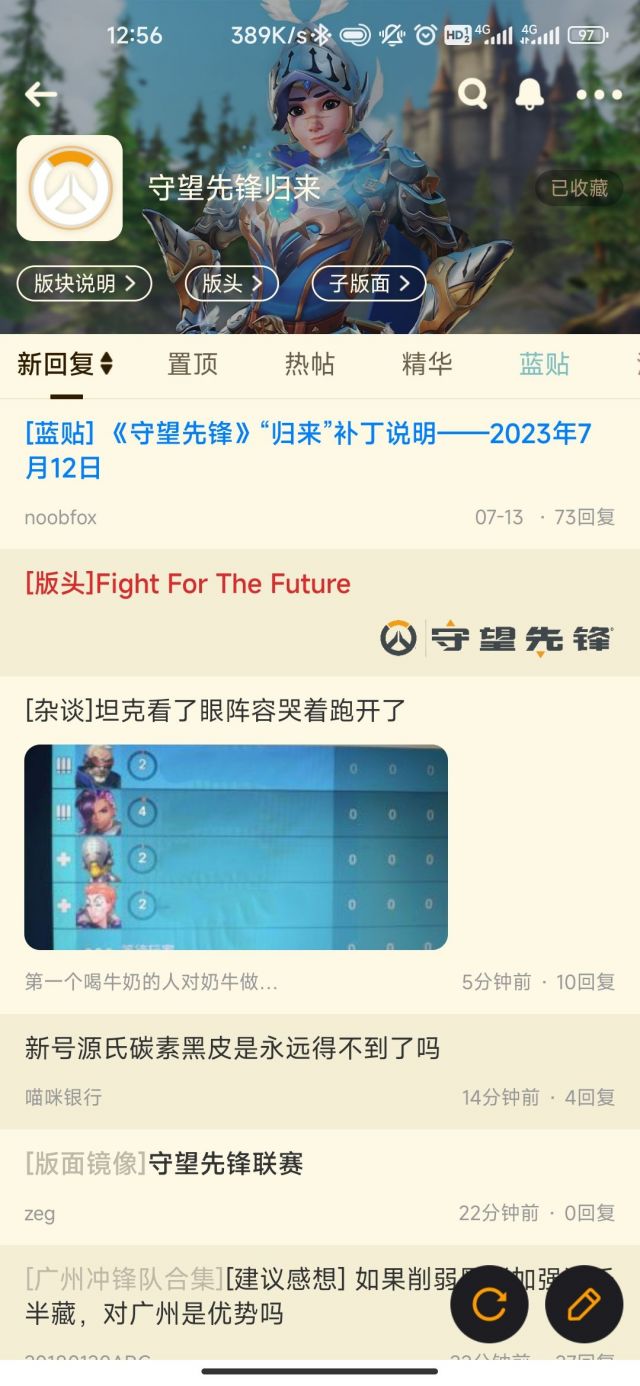 12:56 389K/s HD 1 2 4G 4G 97
守望先锋归来
已收藏
版块说明
版头
子版面
新回复 置顶 热帖 精华 蓝贴
[蓝贴]《守望先锋》“归来”补丁说明——2023年7
月12日
noobfox 07-13 · 73回复
[版头]Fight For The Future
守望先锋
[杂谈]坦克看了眼阵容哭着跑开了
2 0 0 0
4 0 0 0
2 0 0 0
2 0 0 0
第一个喝牛奶的人对奶牛做... 5分钟前 · 10回复
新号源氏碳素黑皮是永远得不到了吗
喵咪银行 14分钟前 · 4回复
[版面镜像]守望先锋联赛
zeg 22分钟前 · 0回复
[广州冲锋队合集][建议感想] 如果削弱 加强
半藏，对广州是优势吗